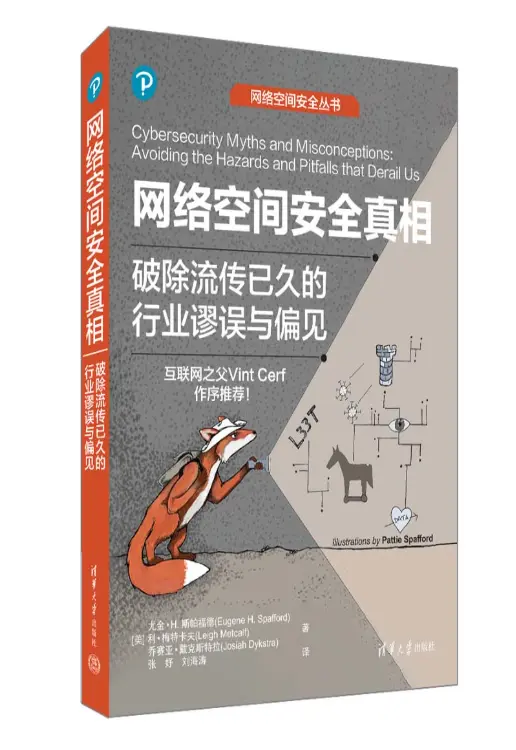 网络空间安全丛书
Cybersecurity Myths and Misconceptions:
Avoiding the Hazards and Pitfalls that Derail Us
网络空间安全真相
破除流传已久的
行业谬误与偏见
互联网之父Vint Cerf
作序推荐!
L33T
DATA
Illustrations by Pattie Spafford
尤金·H. 斯帕福德(Eugene H. Spafford)
[美] 利·梅特卡夫(Leigh Metcalf) 著
乔赛亚·戴克斯特拉(Josiah Dykstra)
张妤 刘海涛 译
清华大学出版社
P
网络空间安全真相
破除流传已久的
行业谬误与偏见
清华大学出版社